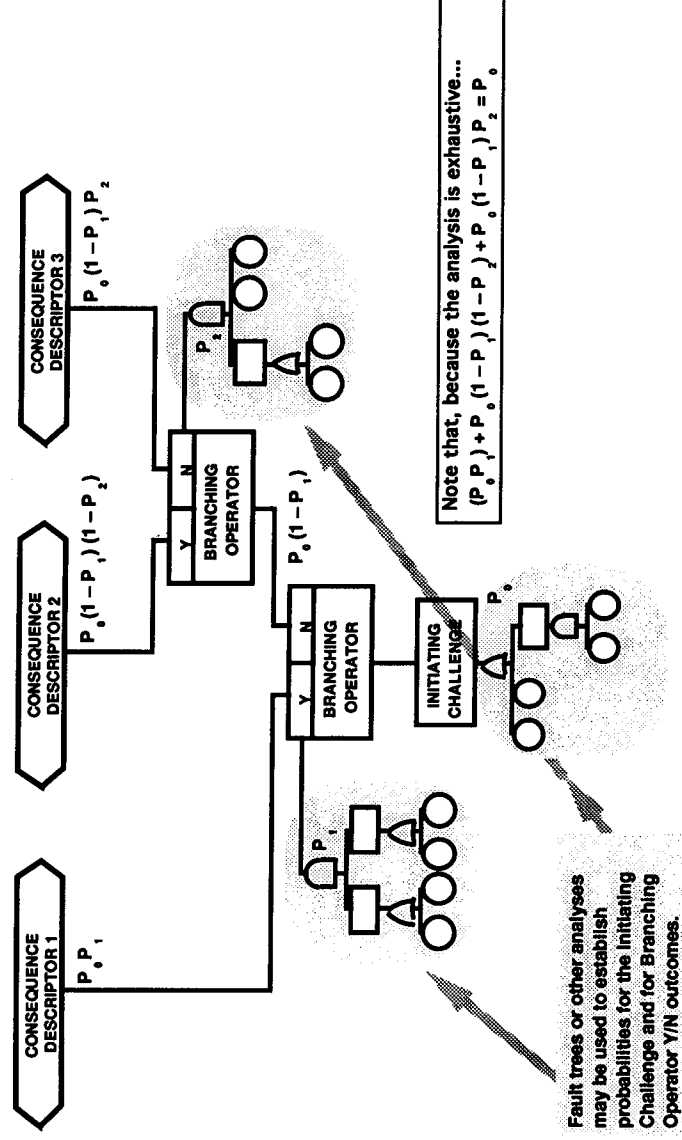 CONSEQUENCE
DESCRIPTOR 1
CONSEQUENCE
DESCRIPTOR 2
CONSEQUENCE
DESCRIPTOR 3
P₀P₁
P₀ (1 – P₁) (1 – P₂)
P₀ (1 – P₁) P₂
Y N
BRANCHING
OPERATOR
P₂
P₀ (1 – P₁)
Y N
BRANCHING
OPERATOR
P₁
INITIATING
CHALLENGE
P₀
Note that, because the analysis is exhaustive...
(P₀P₁) + P₀ (1 – P₁) (1 – P₂) + P₀ (1 – P₁) P₂ = P₀
Fault trees or other analyses
may be used to establish
probabilities for the Initiating
Challenge and for Branching
Operator Y/N outcomes.